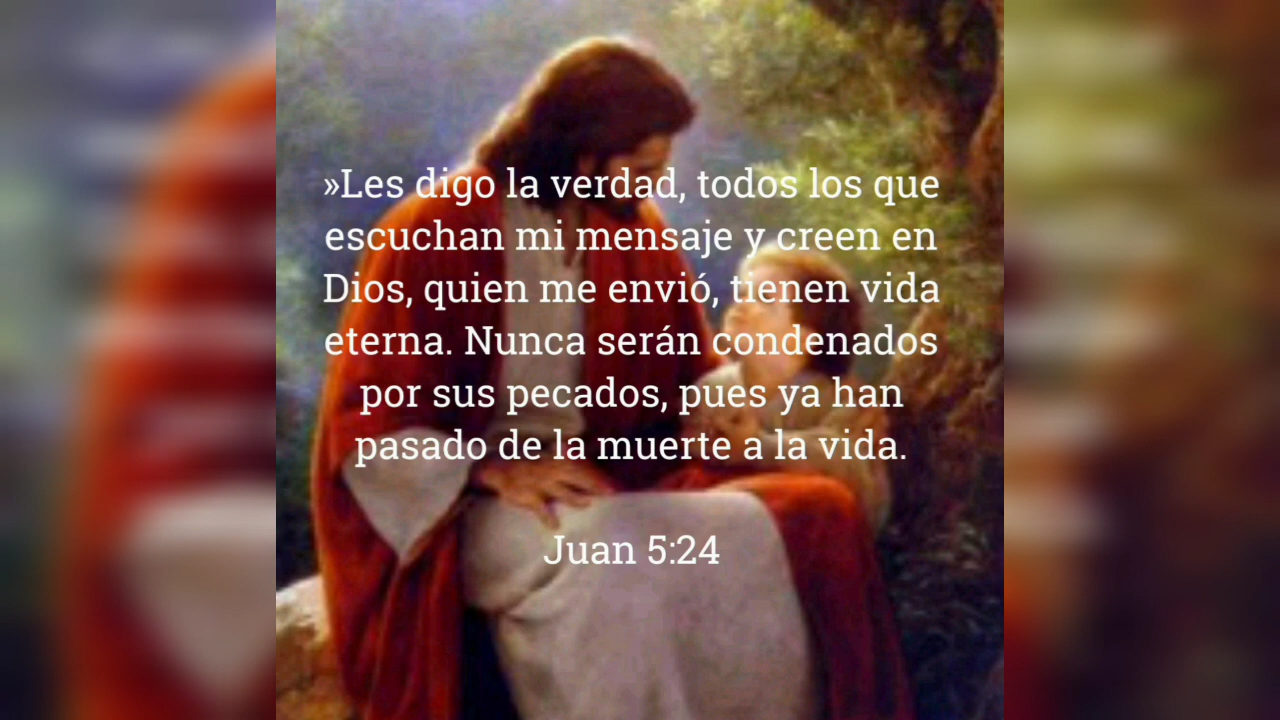 »Les digo la verdad, todos los que
escuchan mi mensaje y creen en
Dios, quien me envió, tienen vida
eterna. Nunca serán condenados
por sus pecados, pues ya han
pasado de la muerte a la vida.
Juan 5:24